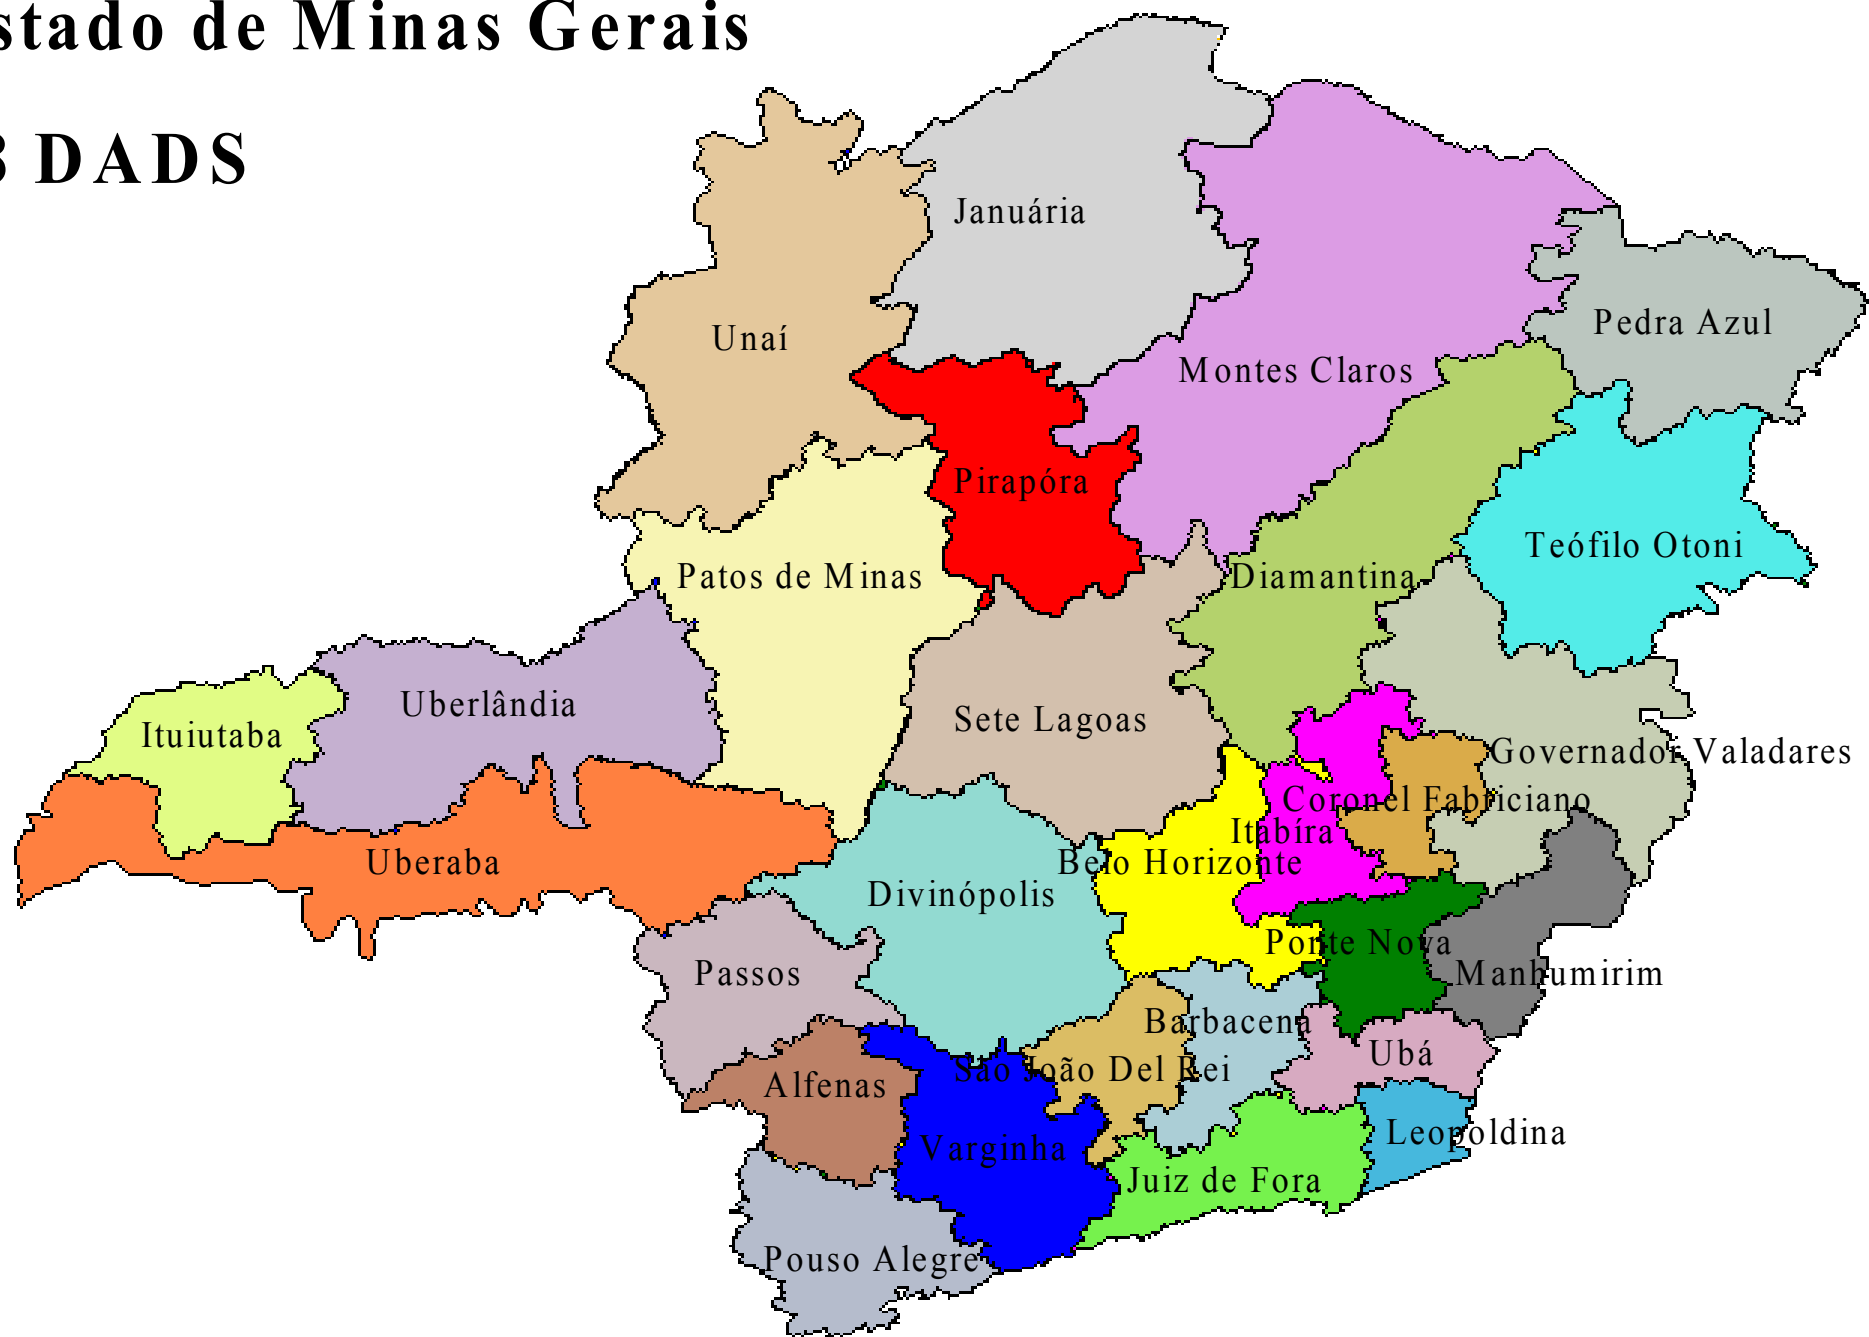 stado de Minas Gerais
8 DADS
Januária
Unaí
Pedra Azul
Montes Claros
Pirapóra
Teófilo Otoni
Patos de Minas
Diamantina
Uberlândia
Sete Lagoas
Ituiutaba
Governador Valadares
Coronel Fabriciano
Itabíra
Uberaba
Belo Horizonte
Divinópolis
Ponte Nova
Passos
Manhumirim
Barbacena
Ubá
São João Del Rei
Alfenas
Leopoldina
Varginha
Juiz de Fora
Pouso Alegre